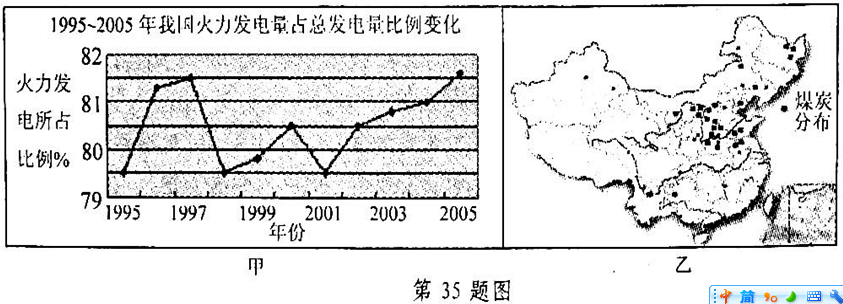 1995~2005年我国火力发电量占总发电量比例变化
82
火力发
81
电所占
80
比例%
79
1995 1997 1999 2001 2003 2005
年份
煤炭
分布
甲
乙
第35题图
中 简